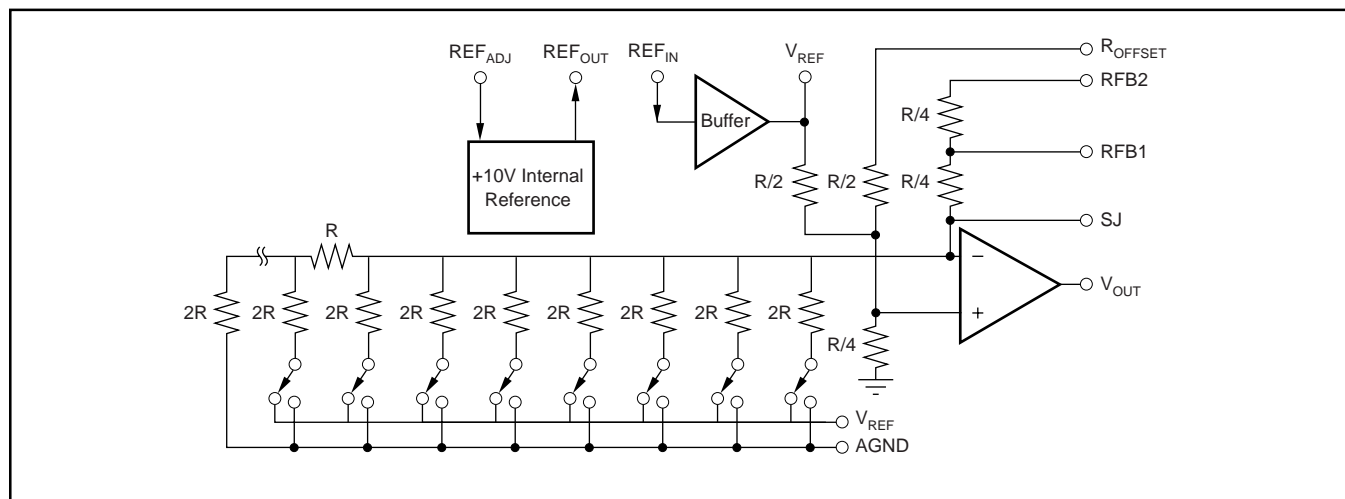 REF_ADJ REF_OUT REF_IN V_REF R_OFFSET
RFB2
R/4
Buffer
RFB1
+10V Internal
Reference
R/2 R/2 R/4
SJ
R
−
V_OUT
2R 2R 2R 2R 2R 2R 2R 2R 2R
+
R/4
V_REF
AGND